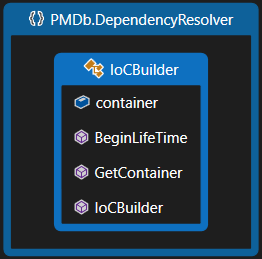 PMDb.DependencyResolver
IoCBuilder
container
BeginLifeTime
GetContainer
IoCBuilder